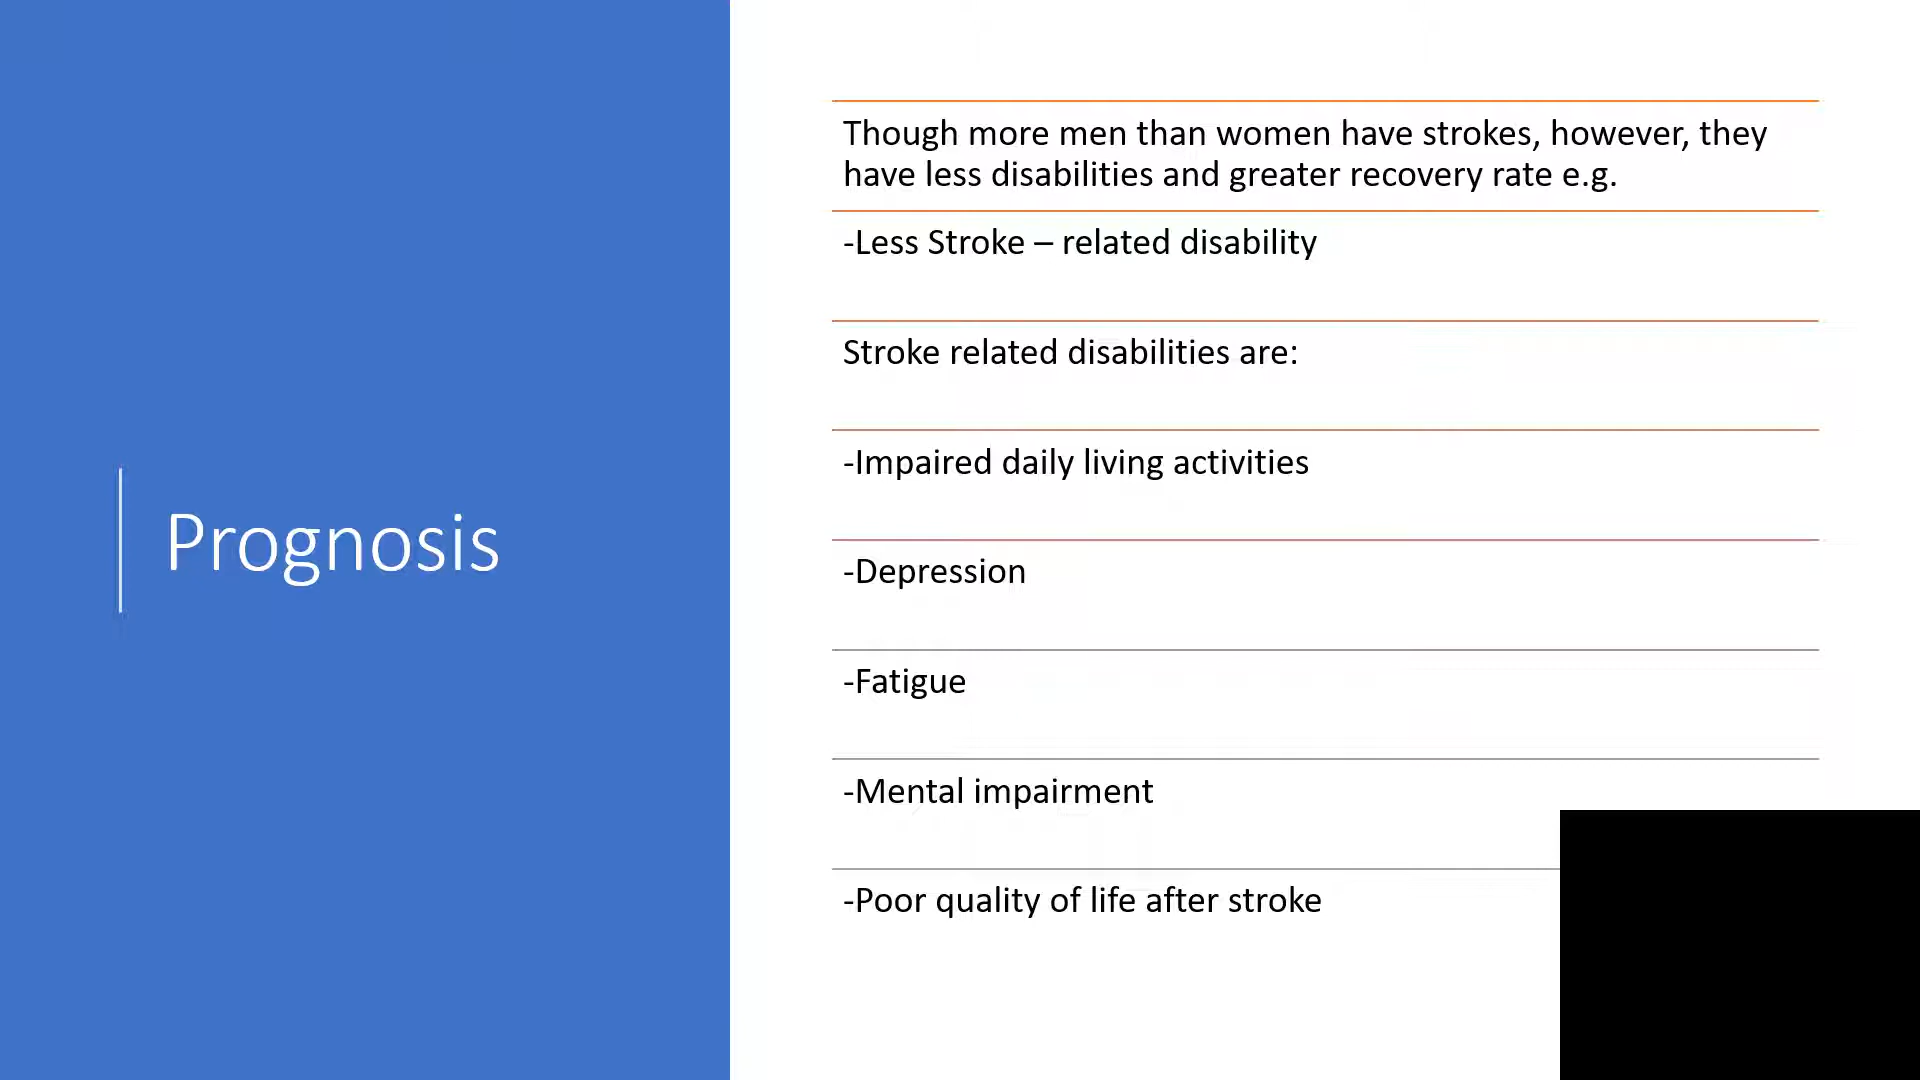 Prognosis
Though more men than women have strokes, however, they
have less disabilities and greater recovery rate e.g.
-Less Stroke – related disability
Stroke related disabilities are:
-Impaired daily living activities
-Depression
-Fatigue
-Mental impairment
-Poor quality of life after stroke